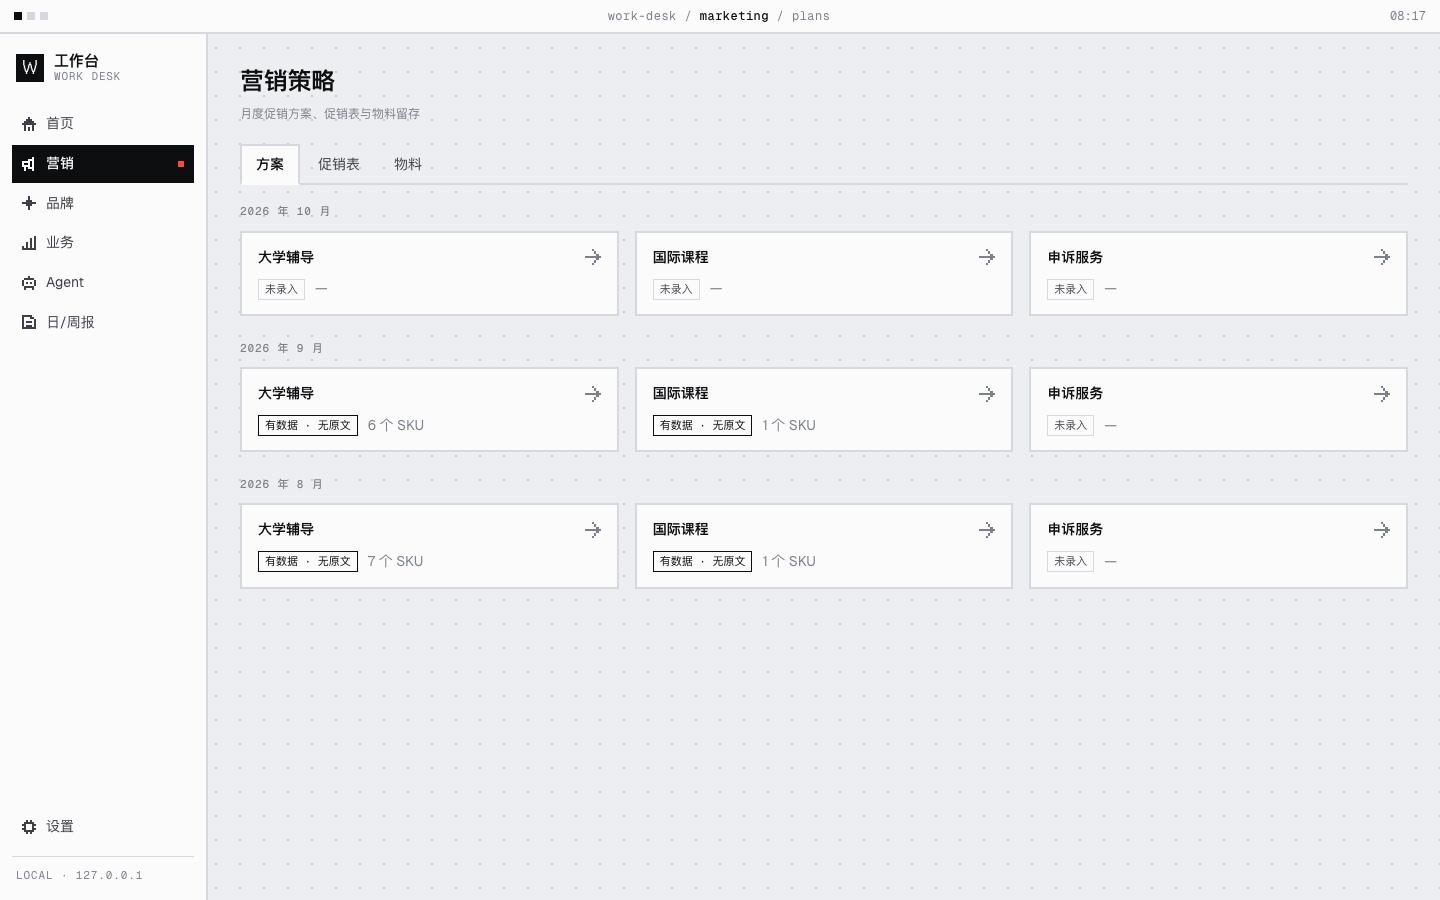 work-desk / marketing / plans
08:17
W
工作台
WORK DESK
首页
营销
品牌
业务
Agent
日/周报
设置
LOCAL · 127.0.0.1
营销策略
月度促销方案、促销表与物料留存
方案 促销表 物料
2026 年 10 月
大学辅导
未录入 —
国际课程
未录入 —
申诉服务
未录入 —
2026 年 9 月
大学辅导
有数据 · 无原文 6 个 SKU
国际课程
有数据 · 无原文 1 个 SKU
申诉服务
未录入 —
2026 年 8 月
大学辅导
有数据 · 无原文 7 个 SKU
国际课程
有数据 · 无原文 1 个 SKU
申诉服务
未录入 —